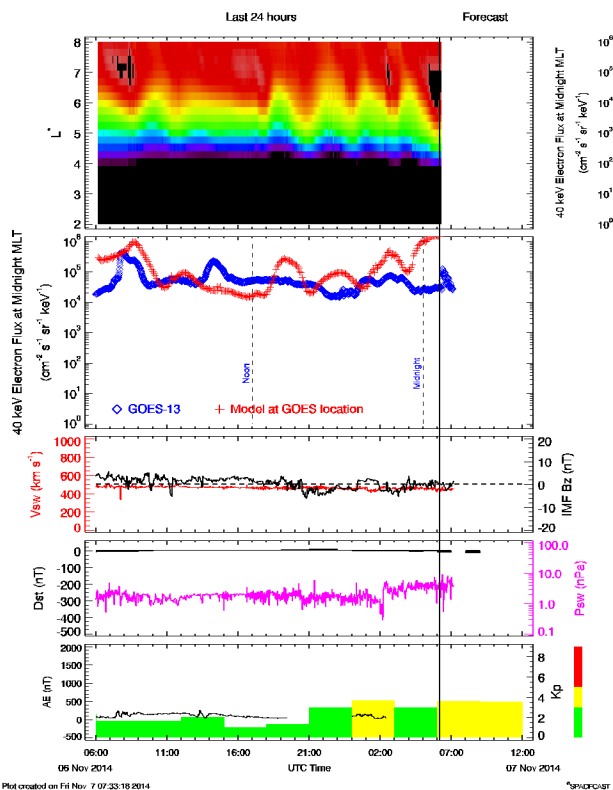 Last 24 hours Forecast
8
7
6
5
4
3
2
L*
10⁶
10⁵
10⁴
10³
10²
10¹
10⁰
40 keV Electron Flux at Midnight MLT
(cm⁻² s⁻¹ sr⁻¹ keV⁻¹)
40 keV Electron Flux at Midnight MLT
(cm⁻² s⁻¹ sr⁻¹ keV⁻¹)
10⁶
10⁵
10⁴
10³
10²
10¹
10⁰
Noon
Midnight
GOES-13 Model at GOES location
Vsw (km s⁻¹)
1000
800
600
400
200
0
20
10
0
-10
-20
IMF Bz (nT)
Dst (nT)
0
-100
-200
-300
-400
-500
100.0
10.0
1.0
0.1
Psw (nPa)
AE (nT)
2000
1500
1000
500
0
-500
8
6
4
2
0
Kp
06:00 11:00 16:00 21:00 02:00 07:00 12:00
06 Nov 2014 UTC Time 07 Nov 2014
Plot created on Fri Nov 7 07:33:18 2014
SPACECAST